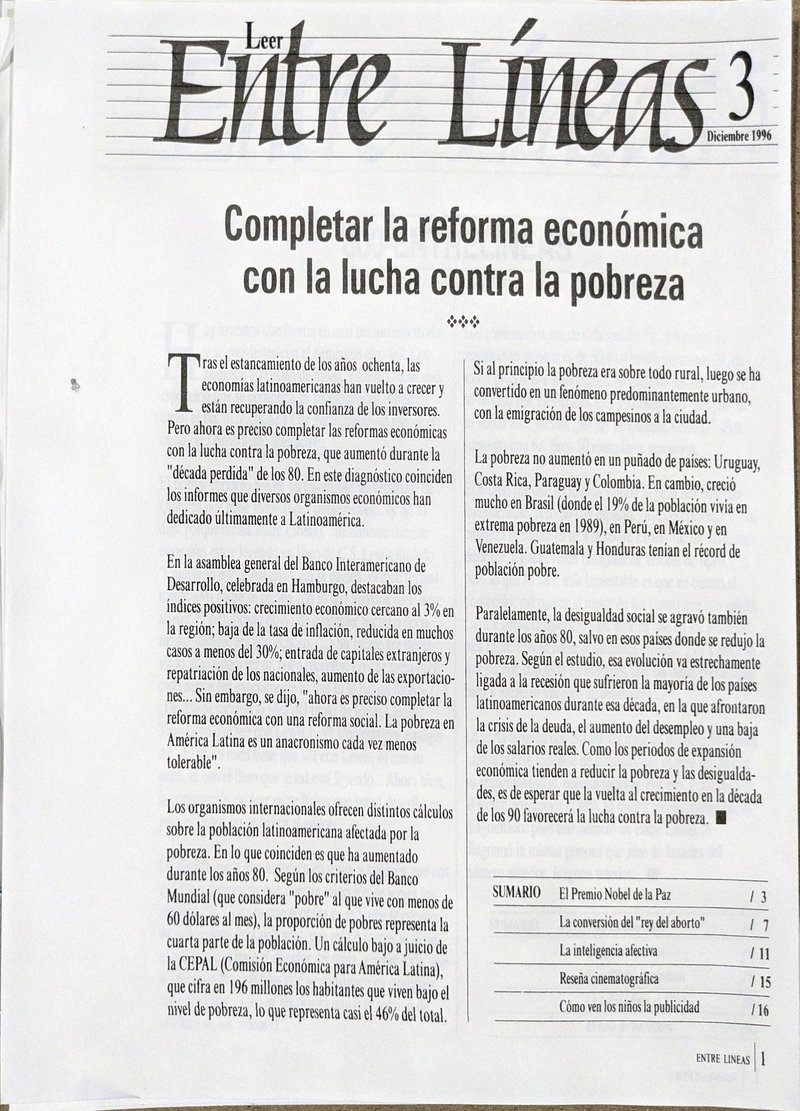 Leer
Entre Líneas
3
Diciembre 1996
Completar la reforma económica
con la lucha contra la pobreza
Tras el estancamiento de los años ochenta, las
economías latinoamericanas han vuelto a crecer y
están recuperando la confianza de los inversores.
Pero ahora es preciso completar las reformas económicas
con la lucha contra la pobreza, que aumentó durante la
"década perdida" de los 80. En este diagnóstico coinciden
los informes que diversos organismos económicos han
dedicado últimamente a Latinoamérica.
En la asamblea general del Banco Interamericano de
Desarrollo, celebrada en Hamburgo, destacaban los
índices positivos: crecimiento económico cercano al 3% en
la región; baja de la tasa de inflación, reducida en muchos
casos a menos del 30%; entrada de capitales extranjeros y
repatriación de los nacionales, aumento de las exportacio-
nes... Sin embargo, se dijo, "ahora es preciso completar la
reforma económica con una reforma social. La pobreza en
América Latina es un anacronismo cada vez menos
tolerable".
Los organismos internacionales ofrecen distintos cálculos
sobre la población latinoamericana afectada por la
pobreza. En lo que coinciden es que ha aumentado
durante los años 80. Según los criterios del Banco
Mundial (que considera "pobre" al que vive con menos de
60 dólares al mes), la proporción de pobres representa la
cuarta parte de la población. Un cálculo bajo a juicio de
la CEPAL (Comisión Económica para América Latina),
que cifra en 196 millones los habitantes que viven bajo el
nivel de pobreza, lo que representa casi el 46% del total.
Si al principio la pobreza era sobre todo rural, luego se ha
convertido en un fenómeno predominantemente urbano,
con la emigración de los campesinos a la ciudad.
La pobreza no aumentó en un puñado de países: Uruguay,
Costa Rica, Paraguay y Colombia. En cambio, creció
mucho en Brasil (donde el 19% de la población vivía en
extrema pobreza en 1989), en Perú, en México y en
Venezuela. Guatemala y Honduras tenían el récord de
población pobre.
Paralelamente, la desigualdad social se agravó también
durante los años 80, salvo en esos países donde se redujo la
pobreza. Según el estudio, esa evolución va estrechamente
ligada a la recesión que sufrieron la mayoría de los países
latinoamericanos durante esa década, en la que afrontaron
la crisis de la deuda, el aumento del desempleo y una baja
de los salarios reales. Como los periodos de expansión
económica tienden a reducir la pobreza y las desigualda-
des, es de esperar que la vuelta al crecimiento en la década
de los 90 favorecerá la lucha contra la pobreza.
SUMARIO El Premio Nobel de la Paz / 3
La conversión del "rey del aborto" / 7
La inteligencia afectiva / 11
Reseña cinematográfica / 15
Cómo ven los niños la publicidad / 16
ENTRE LINEAS 1